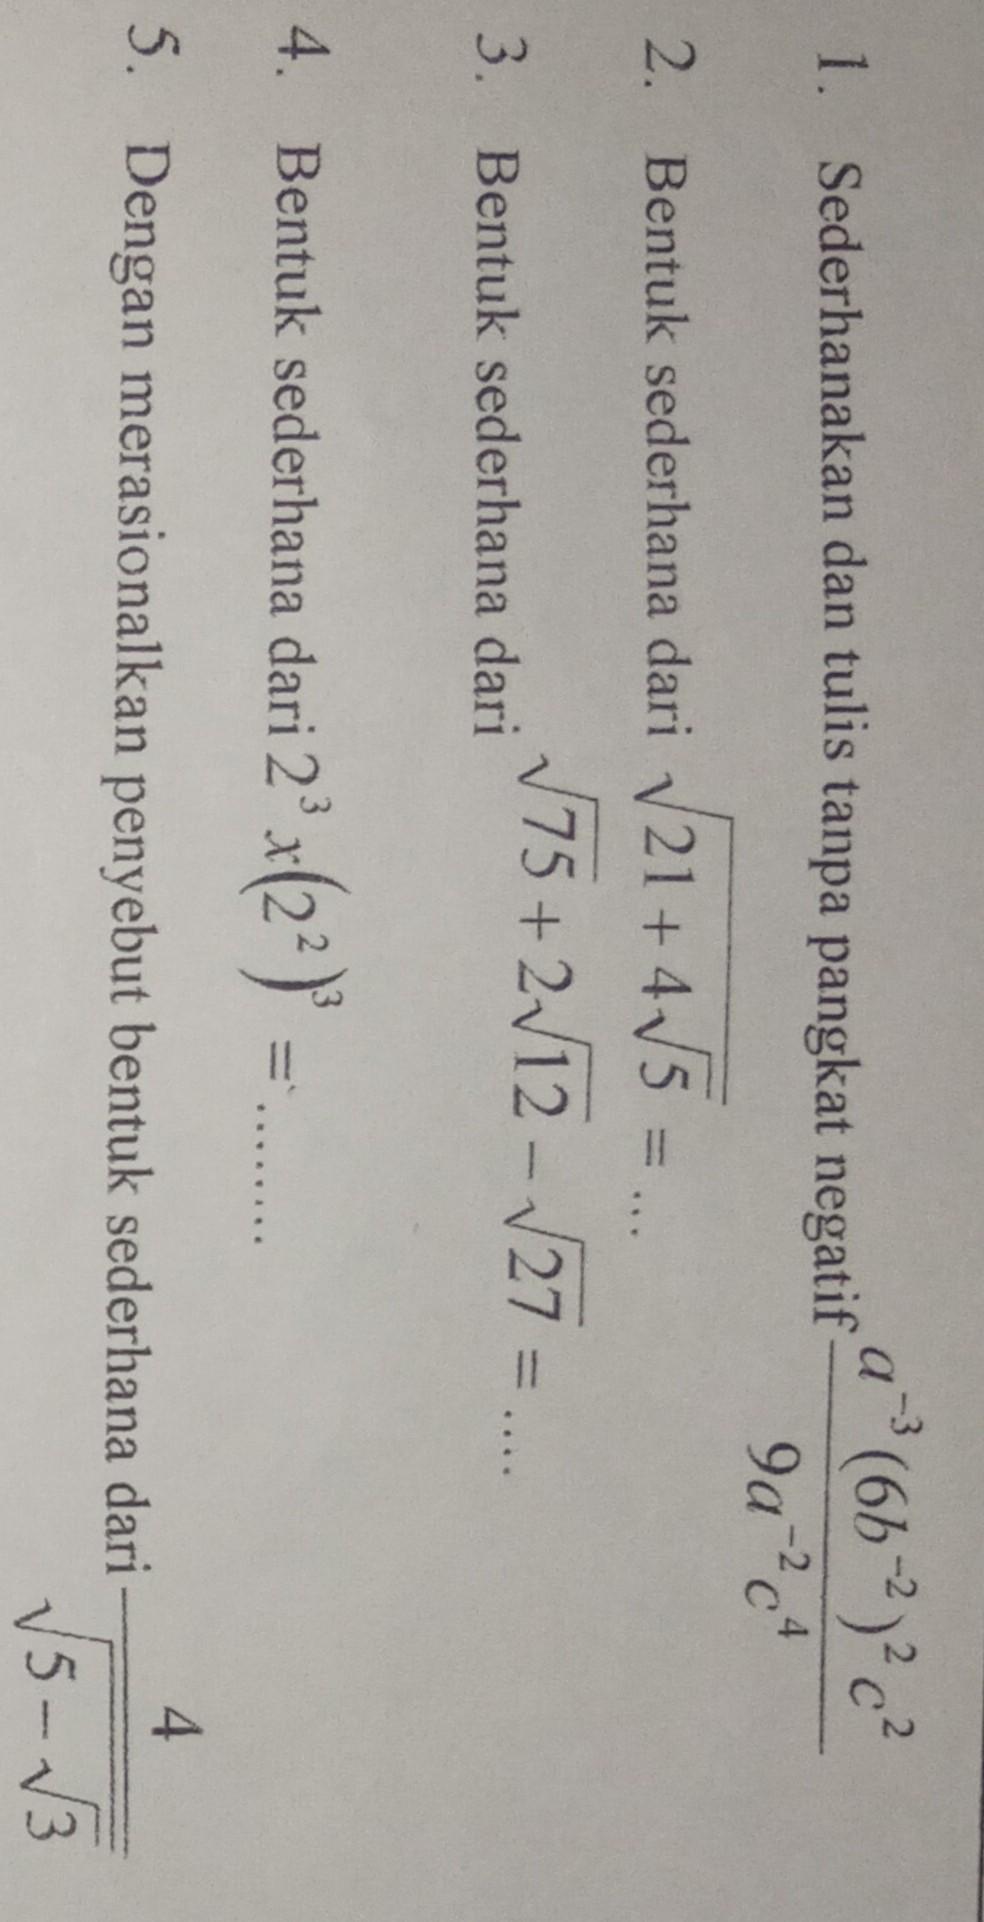 1. Sederhanakan dan tulis tanpa pangkat negatif \frac{a^{-3}(6b^{-2})^2 c^2}{9a^{-2}c^4}
2. Bentuk sederhana dari \sqrt{21+4\sqrt{5}} = ...
3. Bentuk sederhana dari \sqrt{75}+2\sqrt{12}-\sqrt{27} = ....
4. Bentuk sederhana dari 2^3 x(2^2)^3 = .......
5. Dengan merasionalkan penyebut bentuk sederhana dari \frac{4}{\sqrt{5-\sqrt{3}}}